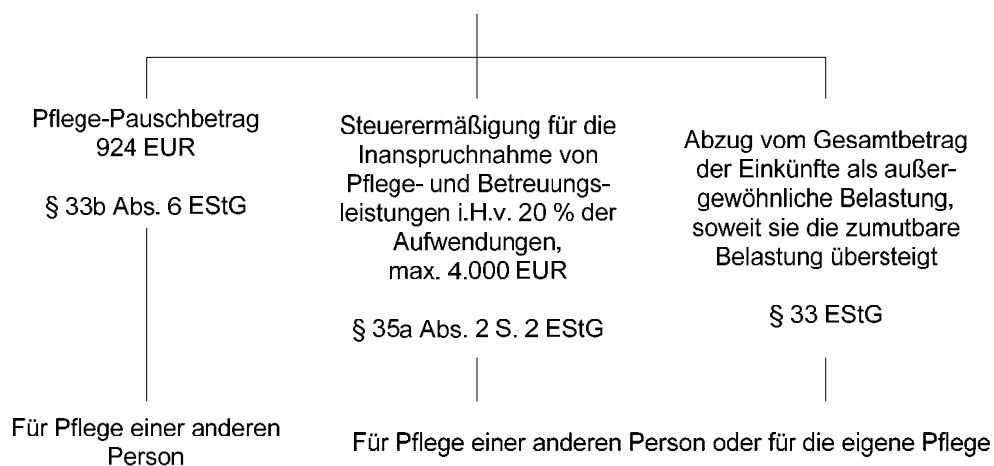 Pflege-Pauschbetrag
924 EUR
§ 33b Abs. 6 EStG
Für Pflege einer anderen
Person
Steuerermäßigung für die
Inanspruchnahme von
Pflege- und Betreuungs-
leistungen i.H.v. 20 % der
Aufwendungen,
max. 4.000 EUR
§ 35a Abs. 2 S. 2 EStG
Abzug vom Gesamtbetrag
der Einkünfte als außer-
gewöhnliche Belastung,
soweit sie die zumutbare
Belastung übersteigt
§ 33 EStG
Für Pflege einer anderen Person oder für die eigene Pflege